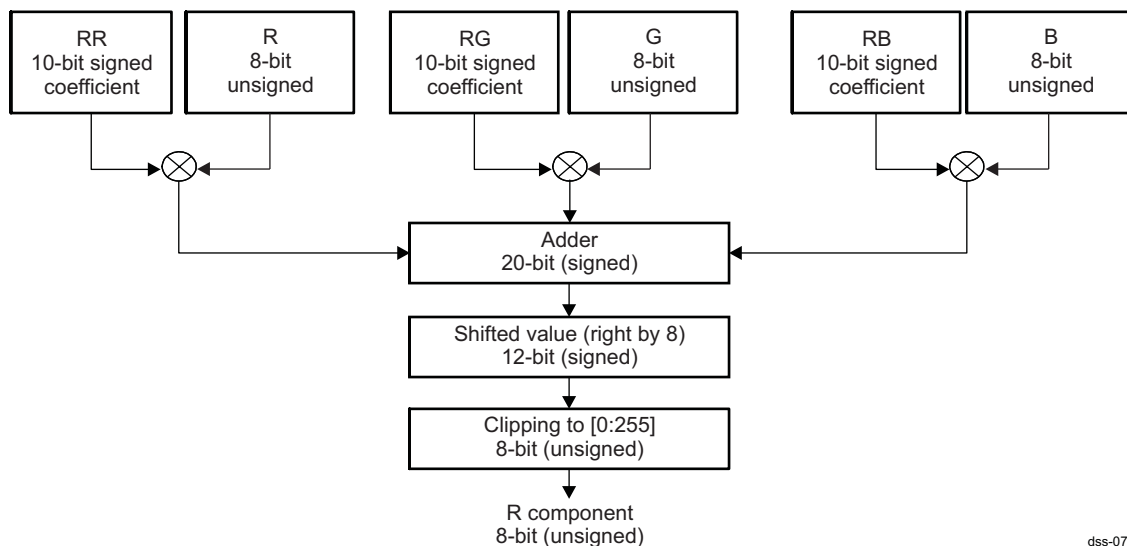 RR
10-bit signed
coefficient
R
8-bit
unsigned
RG
10-bit signed
coefficient
G
8-bit
unsigned
RB
10-bit signed
coefficient
B
8-bit
unsigned
Adder
20-bit (signed)
Shifted value (right by 8)
12-bit (signed)
Clipping to [0:255]
8-bit (unsigned)
R component
8-bit (unsigned)
dss-07